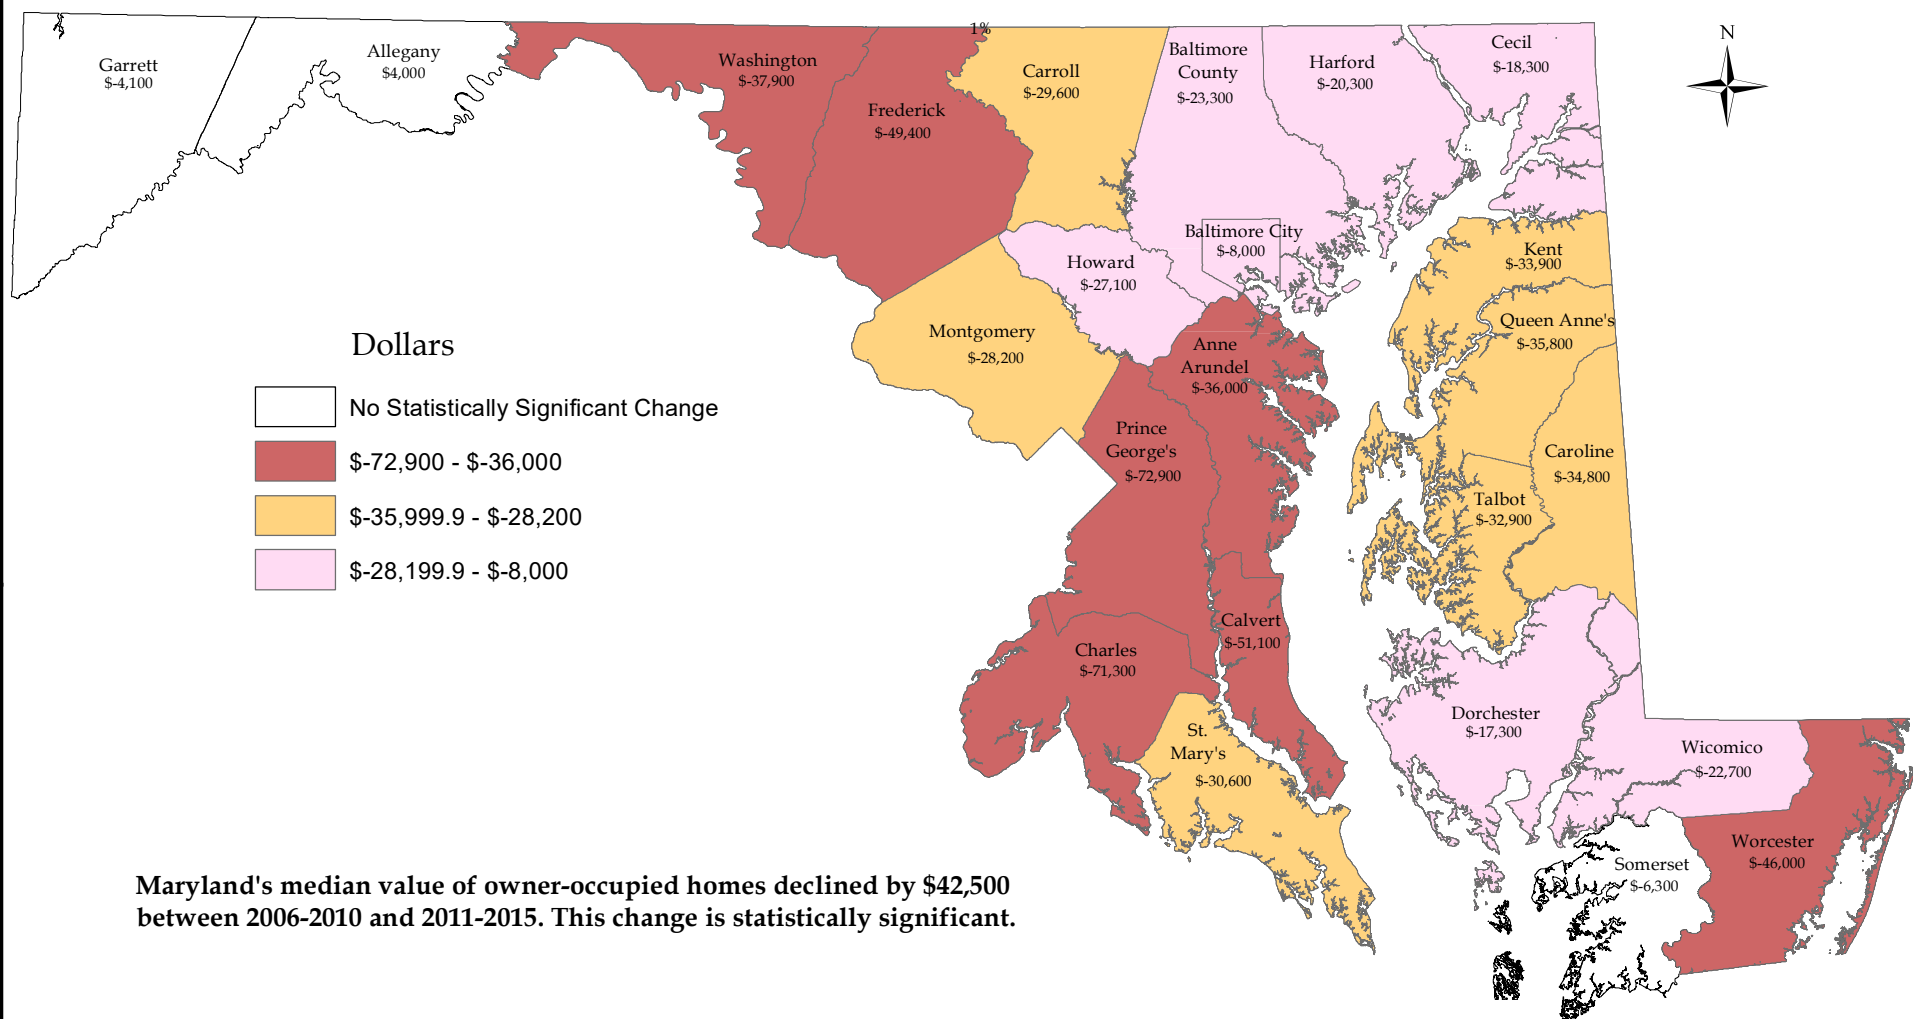 1%
N
Garrett
$-4,100
Allegany
$4,000
Washington
$-37,900
Frederick
$-49,400
Carroll
$-29,600
Baltimore
County
$-23,300
Harford
$-20,300
Cecil
$-18,300
Baltimore City
$-8,000
Howard
$-27,100
Montgomery
$-28,200
Anne
Arundel
$-36,000
Prince
George's
$-72,900
Kent
$-33,900
Queen Anne's
$-35,800
Caroline
$-34,800
Talbot
$-32,900
Calvert
$-51,100
Charles
$-71,300
St.
Mary's
$-30,600
Dorchester
$-17,300
Wicomico
$-22,700
Somerset
$-6,300
Worcester
$-46,000
Dollars
No Statistically Significant Change
$-72,900 - $-36,000
$-35,999.9 - $-28,200
$-28,199.9 - $-8,000
Maryland's median value of owner-occupied homes declined by $42,500
between 2006-2010 and 2011-2015. This change is statistically significant.